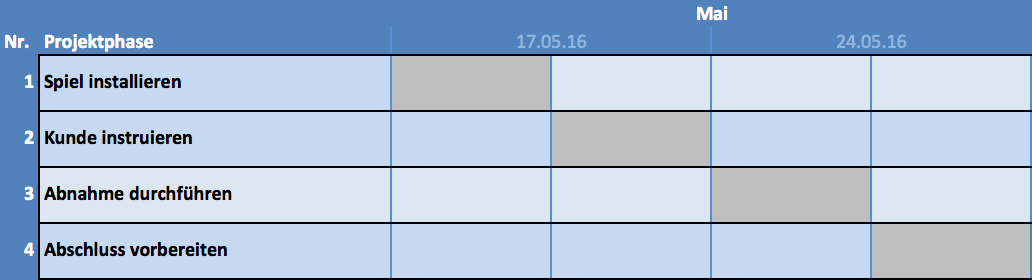 Mai
Nr. Projektphase 17.05.16 24.05.16
1 Spiel installieren
2 Kunde instruieren
3 Abnahme durchführen
4 Abschluss vorbereiten